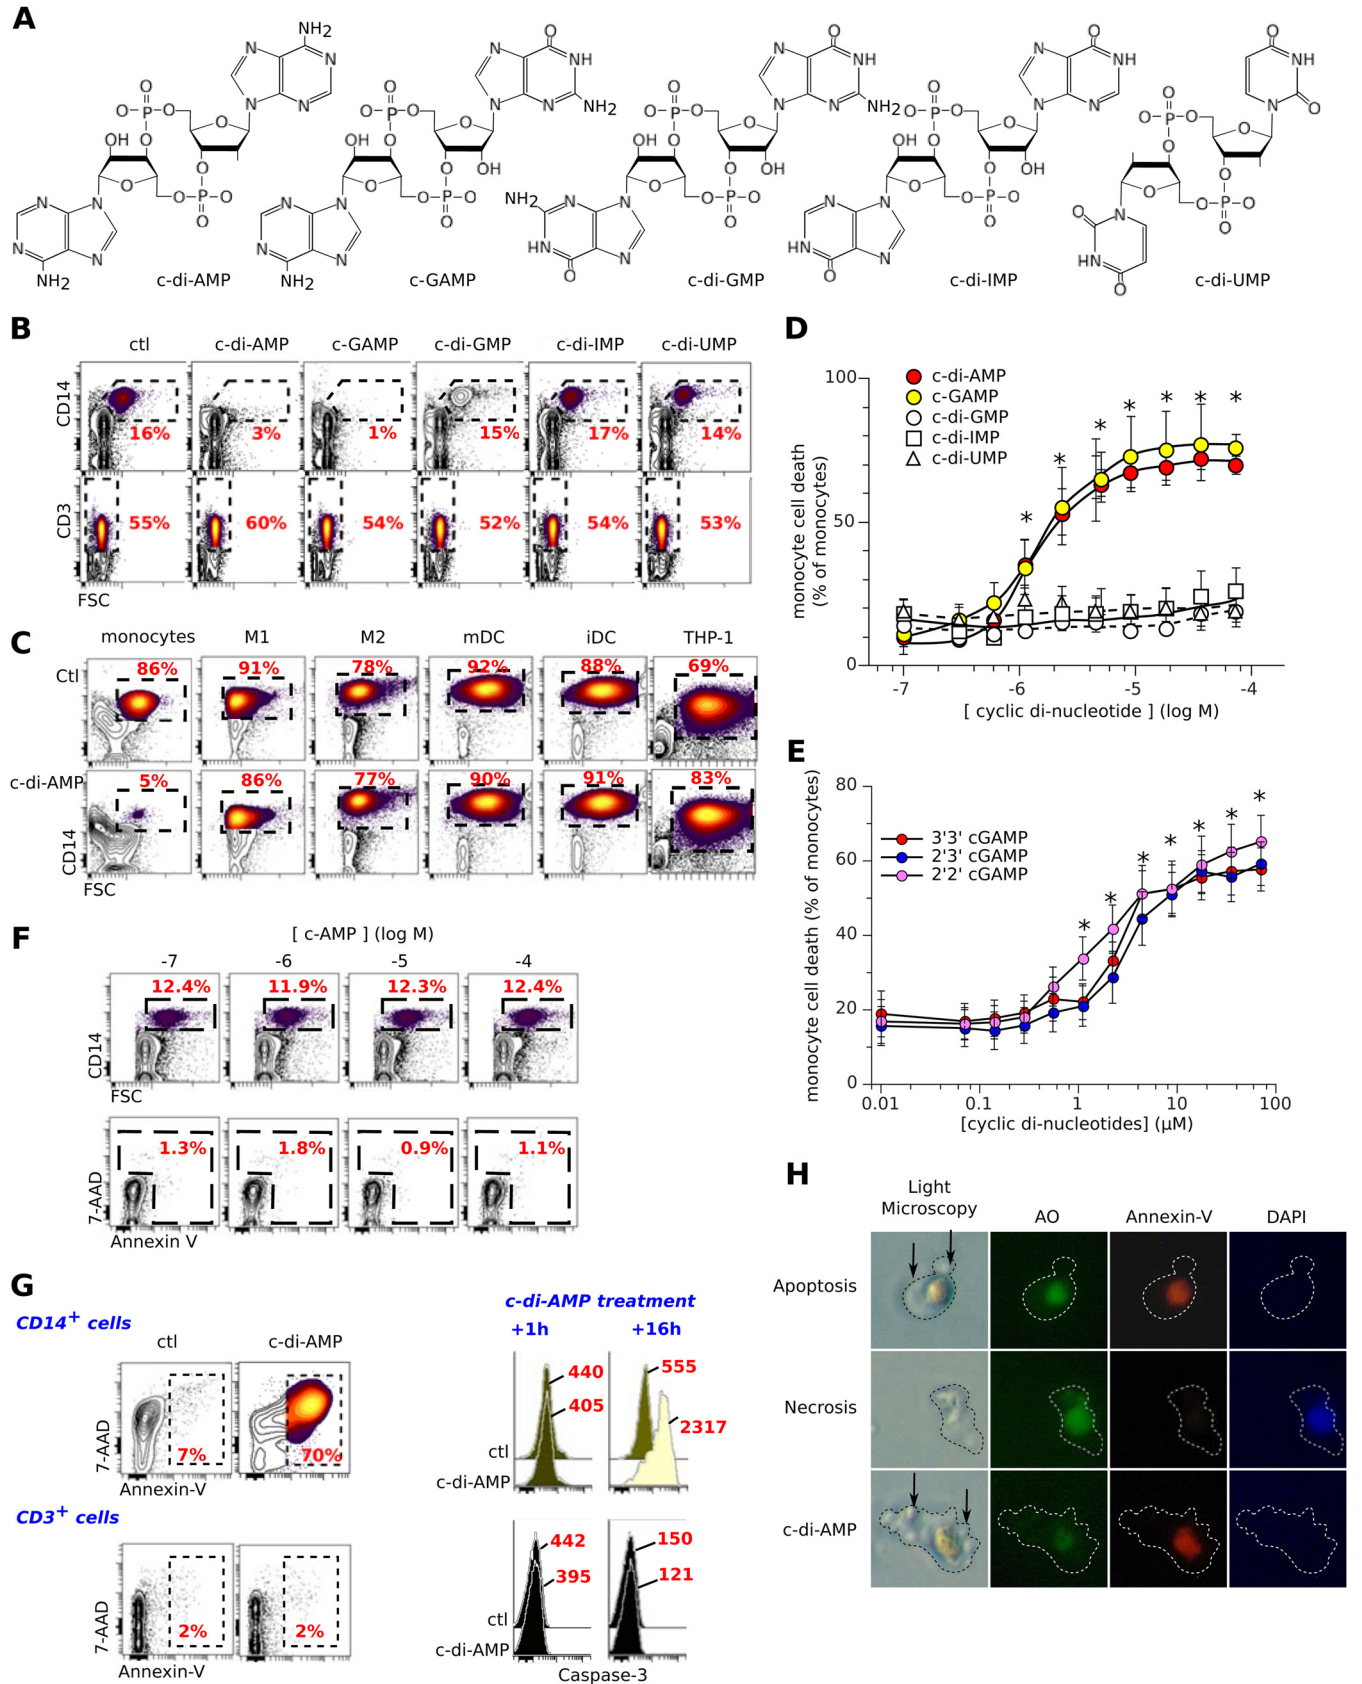 A
NH2 O O O O
N N N NH N NH N NH NH
N N N N NH2 N N NH2 N N N O
O O O O O
O P O O P O O P O O P O O P O
OH O OH O OH O OH O O
O O O O O
OH OH OH
O P O O P O O P O O P O O P O
O O O O O
N N N N NH2 N N N N O N
N N N N HN N HN N HN
NH2 NH2 O O O
c-di-AMP c-GAMP c-di-GMP c-di-IMP c-di-UMP
B
ctl c-di-AMP c-GAMP c-di-GMP c-di-IMP c-di-UMP
CD14
16% 3% 1% 15% 17% 14%
CD3
55% 60% 54% 52% 54% 53%
FSC
C
monocytes M1 M2 mDC iDC THP-1
Ctl
86% 91% 78% 92% 88% 69%
c-di-AMP
5% 86% 77% 90% 91% 83%
CD14
FSC
D
c-di-AMP
c-GAMP
c-di-GMP
c-di-IMP
c-di-UMP
monocyte cell death
(% of monocytes)
100
50
0
* * * * * * *
-7 -6 -5 -4
[ cyclic di-nucleotide ] (log M)
E
3'3' cGAMP
2'3' cGAMP
2'2' cGAMP
monocyte cell death (% of monocytes)
80
60
40
20
0
* * * * * * *
0.01 0.1 1 10 100
[cyclic di-nucleotides] (µM)
F
[ c-AMP ] (log M)
-7 -6 -5 -4
12.4% 11.9% 12.3% 12.4%
CD14
FSC
1.3% 1.8% 0.9% 1.1%
7-AAD
Annexin V
G
CD14+ cells
ctl c-di-AMP
7% 70%
7-AAD
Annexin-V
CD3+ cells
2% 2%
7-AAD
Annexin-V
c-di-AMP treatment
+1h +16h
440 555
405 2317
ctl
c-di-AMP
442 150
395 121
ctl
c-di-AMP
Caspase-3
H
Light
Microscopy AO Annexin-V DAPI
Apoptosis
Necrosis
c-di-AMP